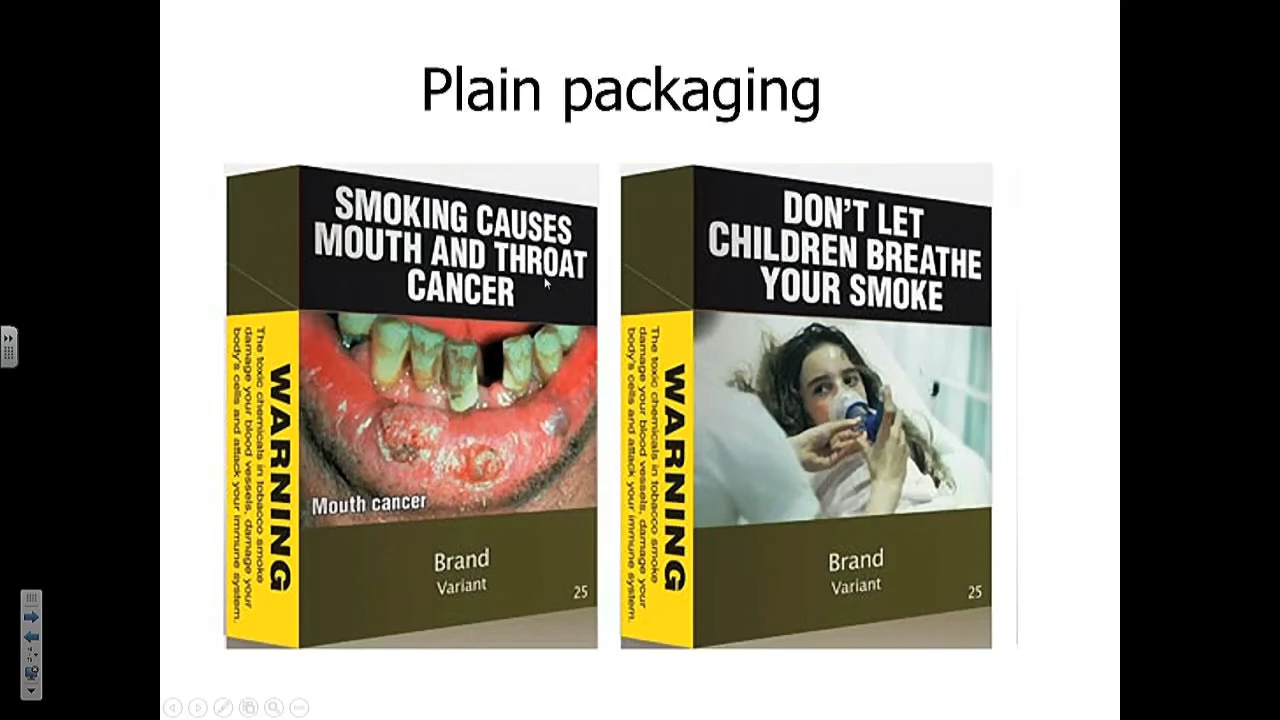 Plain packaging
SMOKING CAUSES
MOUTH AND THROAT
CANCER
WARNING
The toxic chemicals in tobacco smoke
damage your blood vessels, damage your
body's cells and attack your immune system.
Mouth cancer
Brand
Variant
25
DON'T LET
CHILDREN BREATHE
YOUR SMOKE
WARNING
The toxic chemicals in tobacco smoke
damage your blood vessels, damage your
body's cells and attack your immune system.
Brand
Variant
25